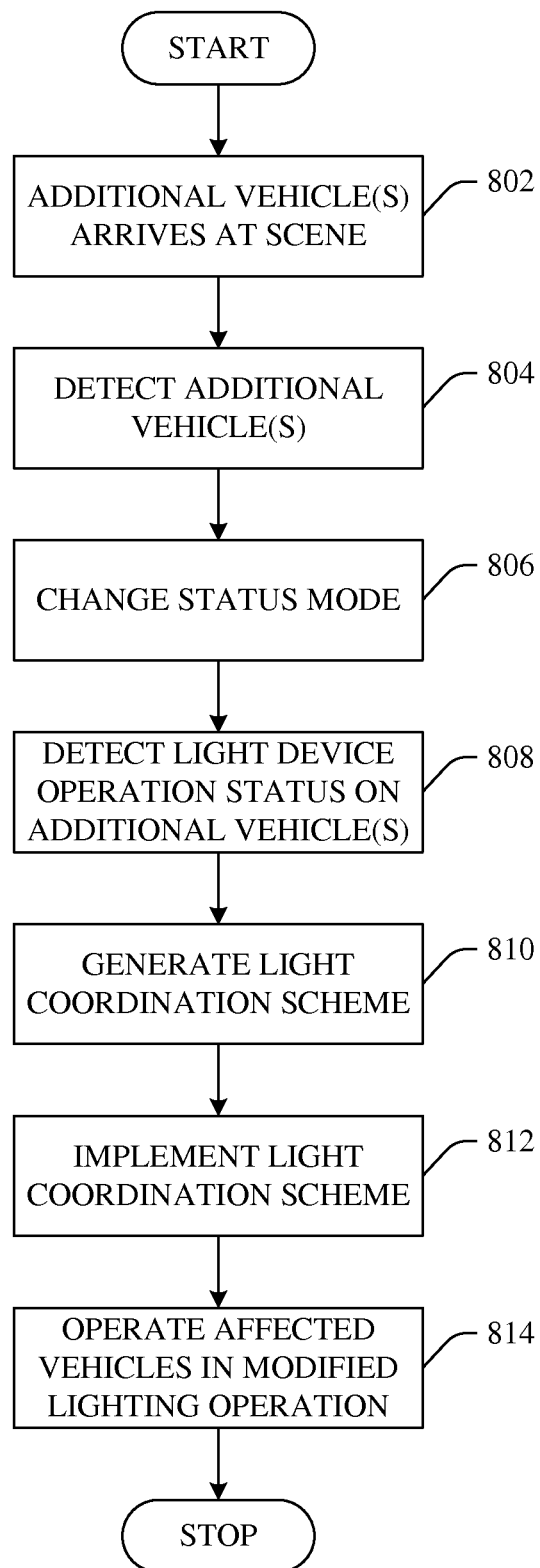 START
ADDITIONAL VEHICLE(S)
ARRIVES AT SCENE
802
DETECT ADDITIONAL
VEHICLE(S)
804
CHANGE STATUS MODE
806
DETECT LIGHT DEVICE
OPERATION STATUS ON
ADDITIONAL VEHICLE(S)
808
GENERATE LIGHT
COORDINATION SCHEME
810
IMPLEMENT LIGHT
COORDINATION SCHEME
812
OPERATE AFFECTED
VEHICLES IN MODIFIED
LIGHTING OPERATION
814
STOP